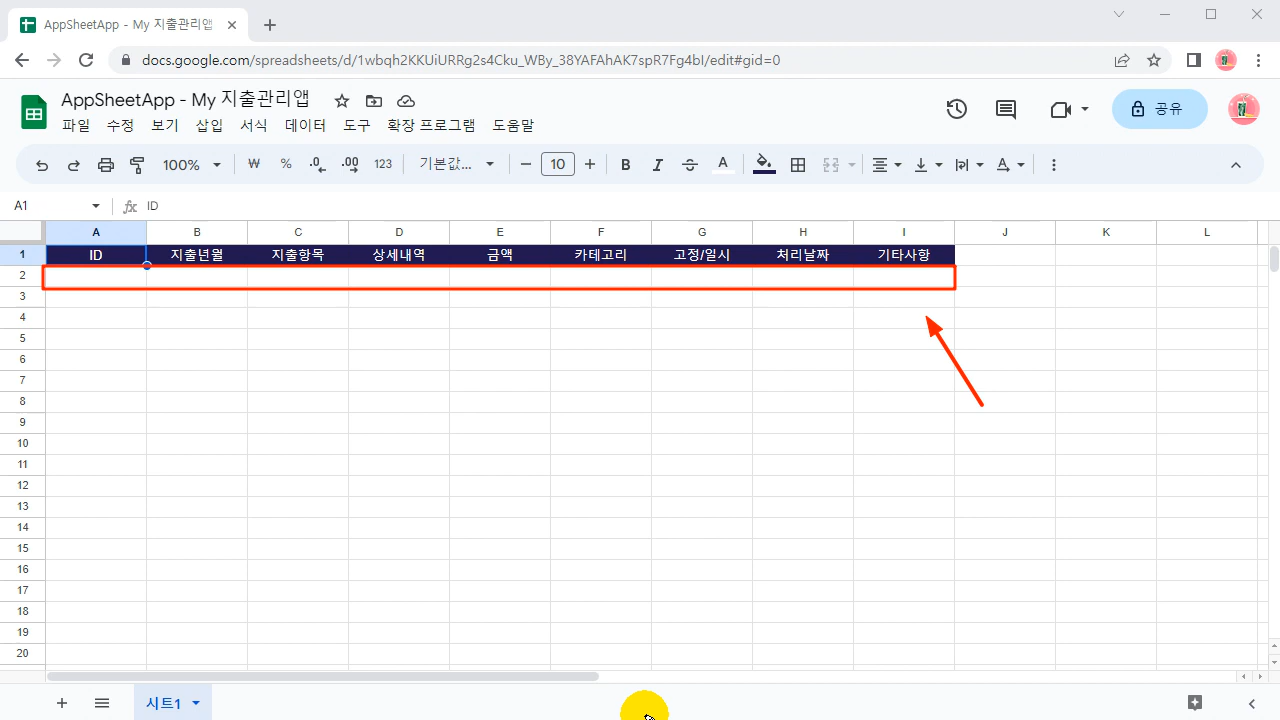 AppSheetApp - My 지출관리앱
docs.google.com/spreadsheets/d/1wbqh2KKUiURRg2s4Cku_WBy_38YAFAhAK7spR7Fg4bI/edit#gid=0
AppSheetApp - My 지출관리앱
파일 수정 보기 삽입 서식 데이터 도구 확장 프로그램 도움말
공유
100% ₩ % .0 .00 123 기본값... 10 B I A A
A1 fx ID
A B C D E F G H I J K L
1 ID 지출년월 지출항목 상세내역 금액 카테고리 고정/일시 처리날짜 기타사항
2
3
4
5
6
7
8
9
10
11
12
13
14
15
16
17
18
19
20
시트1